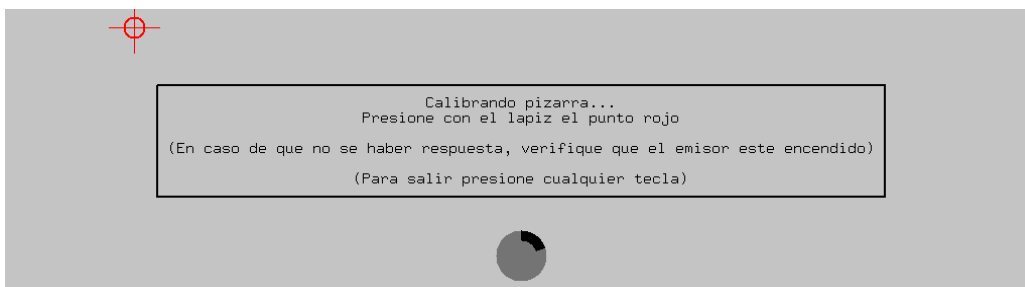 Calibrando pizarra...
Presione con el lapiz el punto rojo
(En caso de que no se haber respuesta, verifique que el emisor este encendido)
(Para salir presione cualquier tecla)